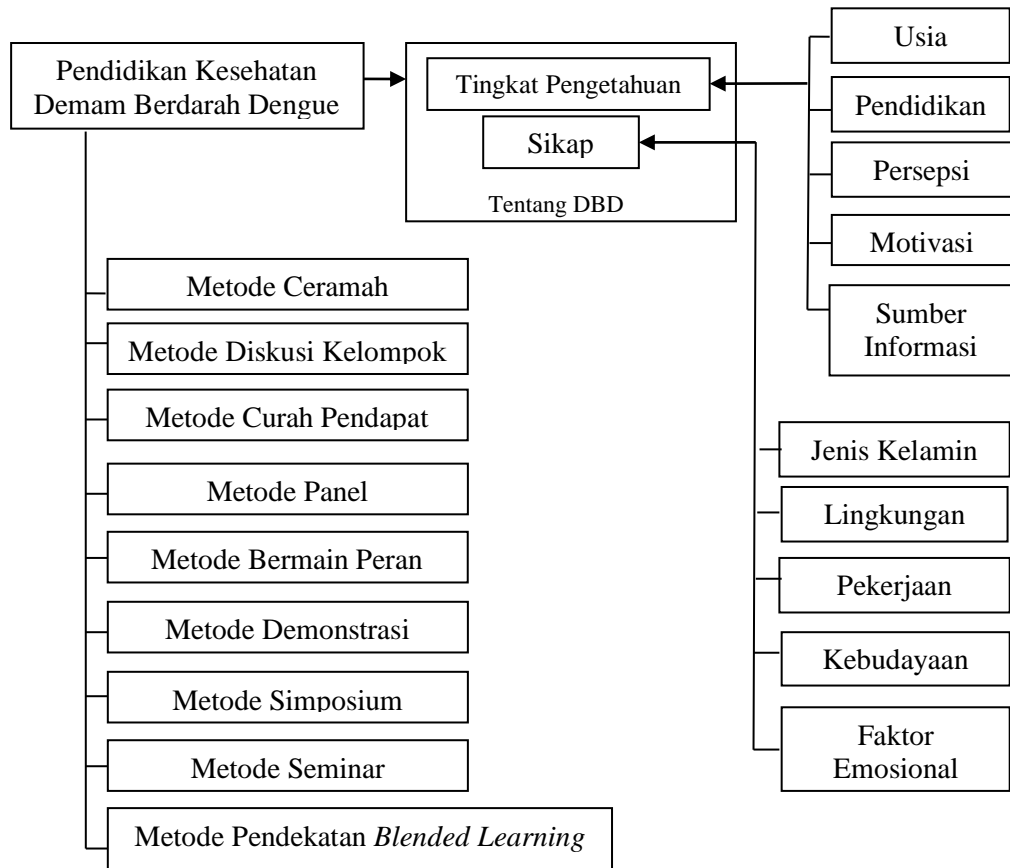 Pendidikan Kesehatan
Demam Berdarah Dengue
Tingkat Pengetahuan
Sikap
Tentang DBD
Usia
Pendidikan
Persepsi
Motivasi
Sumber
Informasi
Metode Ceramah
Metode Diskusi Kelompok
Metode Curah Pendapat
Metode Panel
Metode Bermain Peran
Metode Demonstrasi
Metode Simposium
Metode Seminar
Metode Pendekatan Blended Learning
Jenis Kelamin
Lingkungan
Pekerjaan
Kebudayaan
Faktor
Emosional